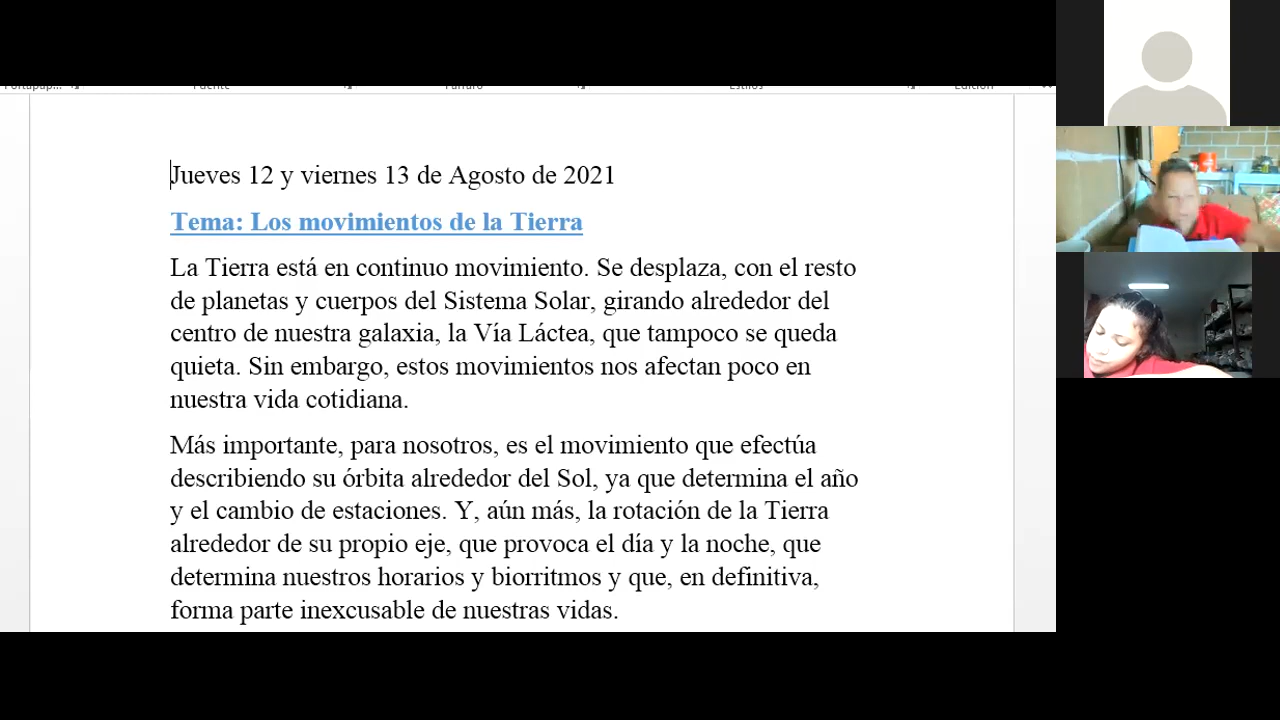 Jueves 12 y viernes 13 de Agosto de 2021
Tema: Los movimientos de la Tierra
La Tierra está en continuo movimiento. Se desplaza, con el resto
de planetas y cuerpos del Sistema Solar, girando alrededor del
centro de nuestra galaxia, la Vía Láctea, que tampoco se queda
quieta. Sin embargo, estos movimientos nos afectan poco en
nuestra vida cotidiana.
Más importante, para nosotros, es el movimiento que efectúa
describiendo su órbita alrededor del Sol, ya que determina el año
y el cambio de estaciones. Y, aún más, la rotación de la Tierra
alrededor de su propio eje, que provoca el día y la noche, que
determina nuestros horarios y biorritmos y que, en definitiva,
forma parte inexcusable de nuestras vidas.